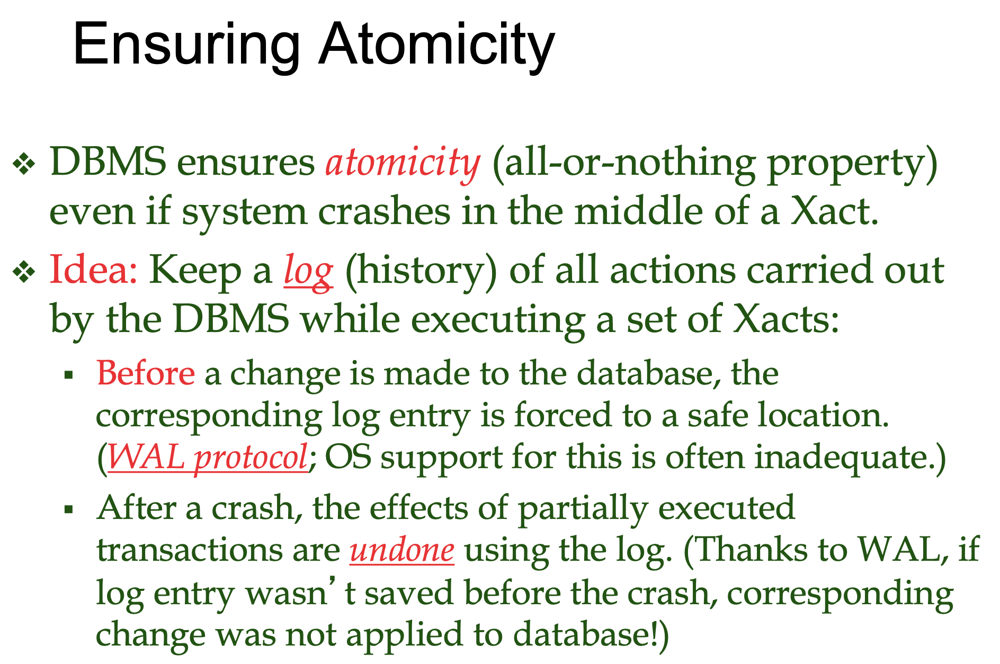 Ensuring Atomicity
❖ DBMS ensures atomicity (all-or-nothing property)
even if system crashes in the middle of a Xact.
❖ Idea: Keep a log (history) of all actions carried out
by the DBMS while executing a set of Xacts:
▪ Before a change is made to the database, the
corresponding log entry is forced to a safe location.
(WAL protocol; OS support for this is often inadequate.)
▪ After a crash, the effects of partially executed
transactions are undone using the log. (Thanks to WAL, if
log entry wasn’t saved before the crash, corresponding
change was not applied to database!)